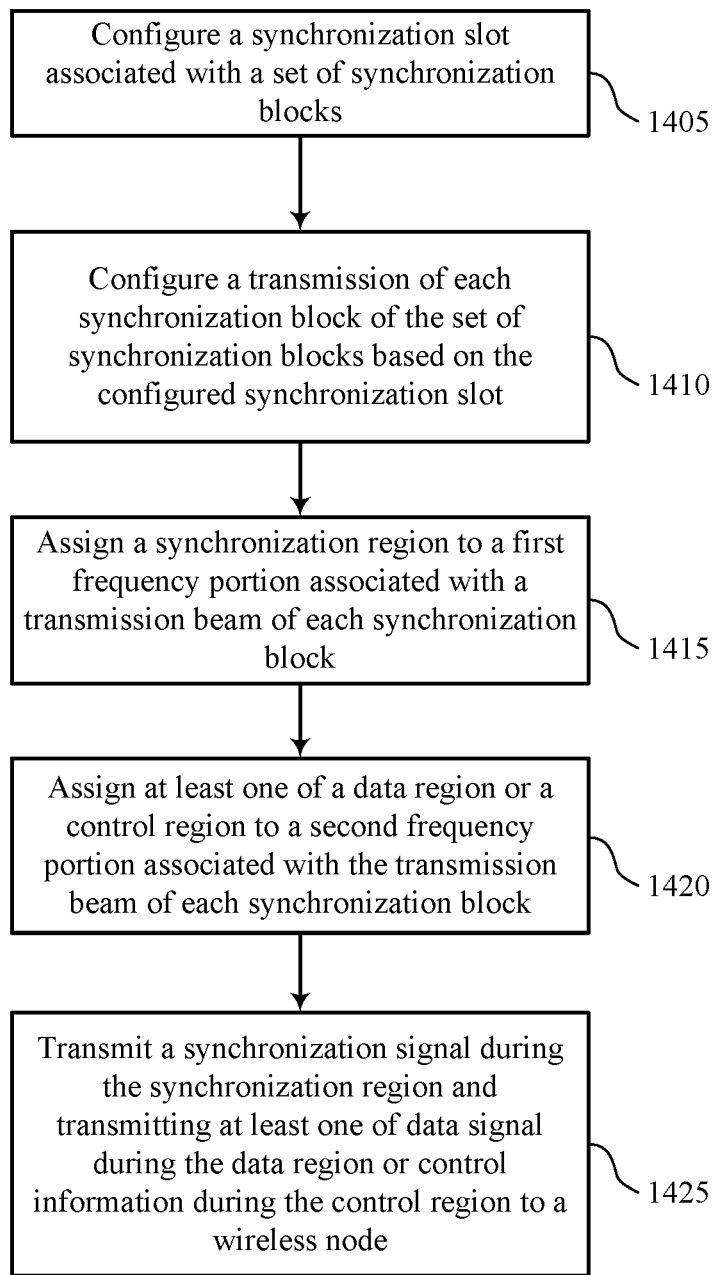 Configure a synchronization slot
associated with a set of synchronization
blocks
1405
Configure a transmission of each
synchronization block of the set of
synchronization blocks based on the
configured synchronization slot
1410
Assign a synchronization region to a first
frequency portion associated with a
transmission beam of each synchronization
block
1415
Assign at least one of a data region or a
control region to a second frequency
portion associated with the transmission
beam of each synchronization block
1420
Transmit a synchronization signal during
the synchronization region and
transmitting at least one of data signal
during the data region or control
information during the control region to a
wireless node
1425